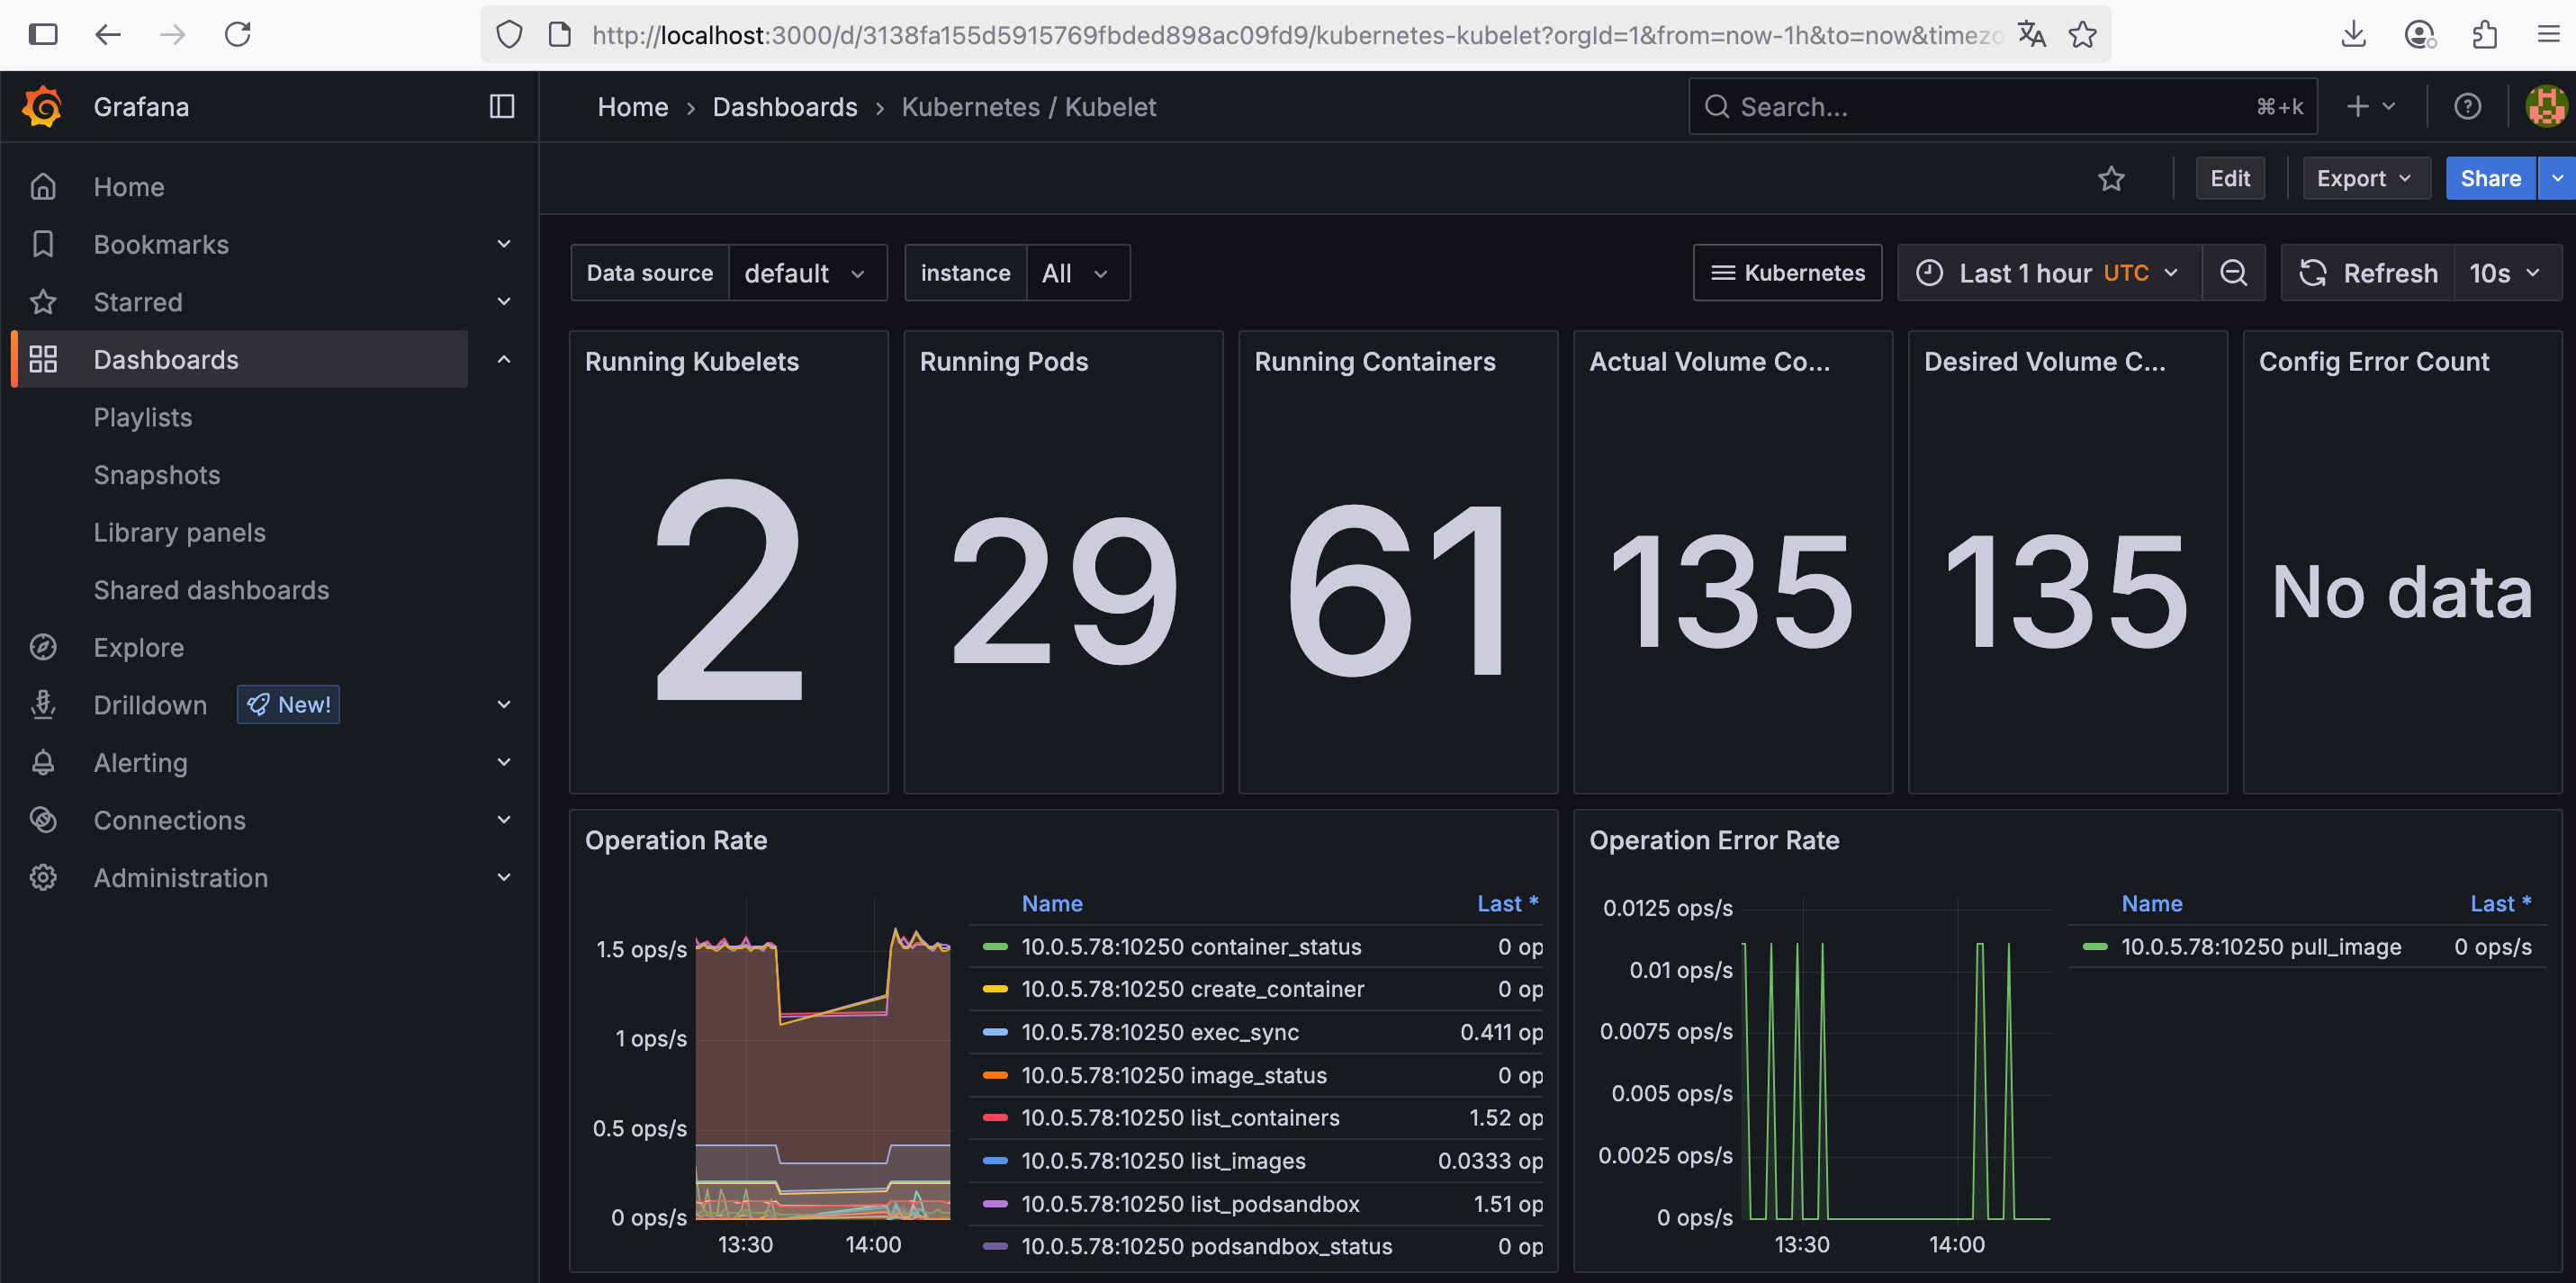 http://localhost:3000/d/3138fa155d5915769fbded898ac09fd9/kubernetes-kubelet?orgId=1&from=now-1h&to=now&timezo
Grafana
Home › Dashboards › Kubernetes / Kubelet
Search...
⌘+k
Home
Bookmarks
Starred
Dashboards
Playlists
Snapshots
Library panels
Shared dashboards
Explore
Drilldown
New!
Alerting
Connections
Administration
Edit
Export
Share
Data source
default
instance
All
Kubernetes
Last 1 hour UTC
Refresh
10s
Running Kubelets
2
Running Pods
29
Running Containers
61
Actual Volume Co...
135
Desired Volume C...
135
Config Error Count
No data
Operation Rate
1.5 ops/s
1 ops/s
0.5 ops/s
0 ops/s
13:30
14:00
Name
Last *
10.0.5.78:10250 container_status
0 op
10.0.5.78:10250 create_container
0 op
10.0.5.78:10250 exec_sync
0.411 op
10.0.5.78:10250 image_status
0 op
10.0.5.78:10250 list_containers
1.52 op
10.0.5.78:10250 list_images
0.0333 op
10.0.5.78:10250 list_podsandbox
1.51 op
10.0.5.78:10250 podsandbox_status
0 op
Operation Error Rate
0.0125 ops/s
0.01 ops/s
0.0075 ops/s
0.005 ops/s
0.0025 ops/s
0 ops/s
13:30
14:00
Name
Last *
10.0.5.78:10250 pull_image
0 ops/s